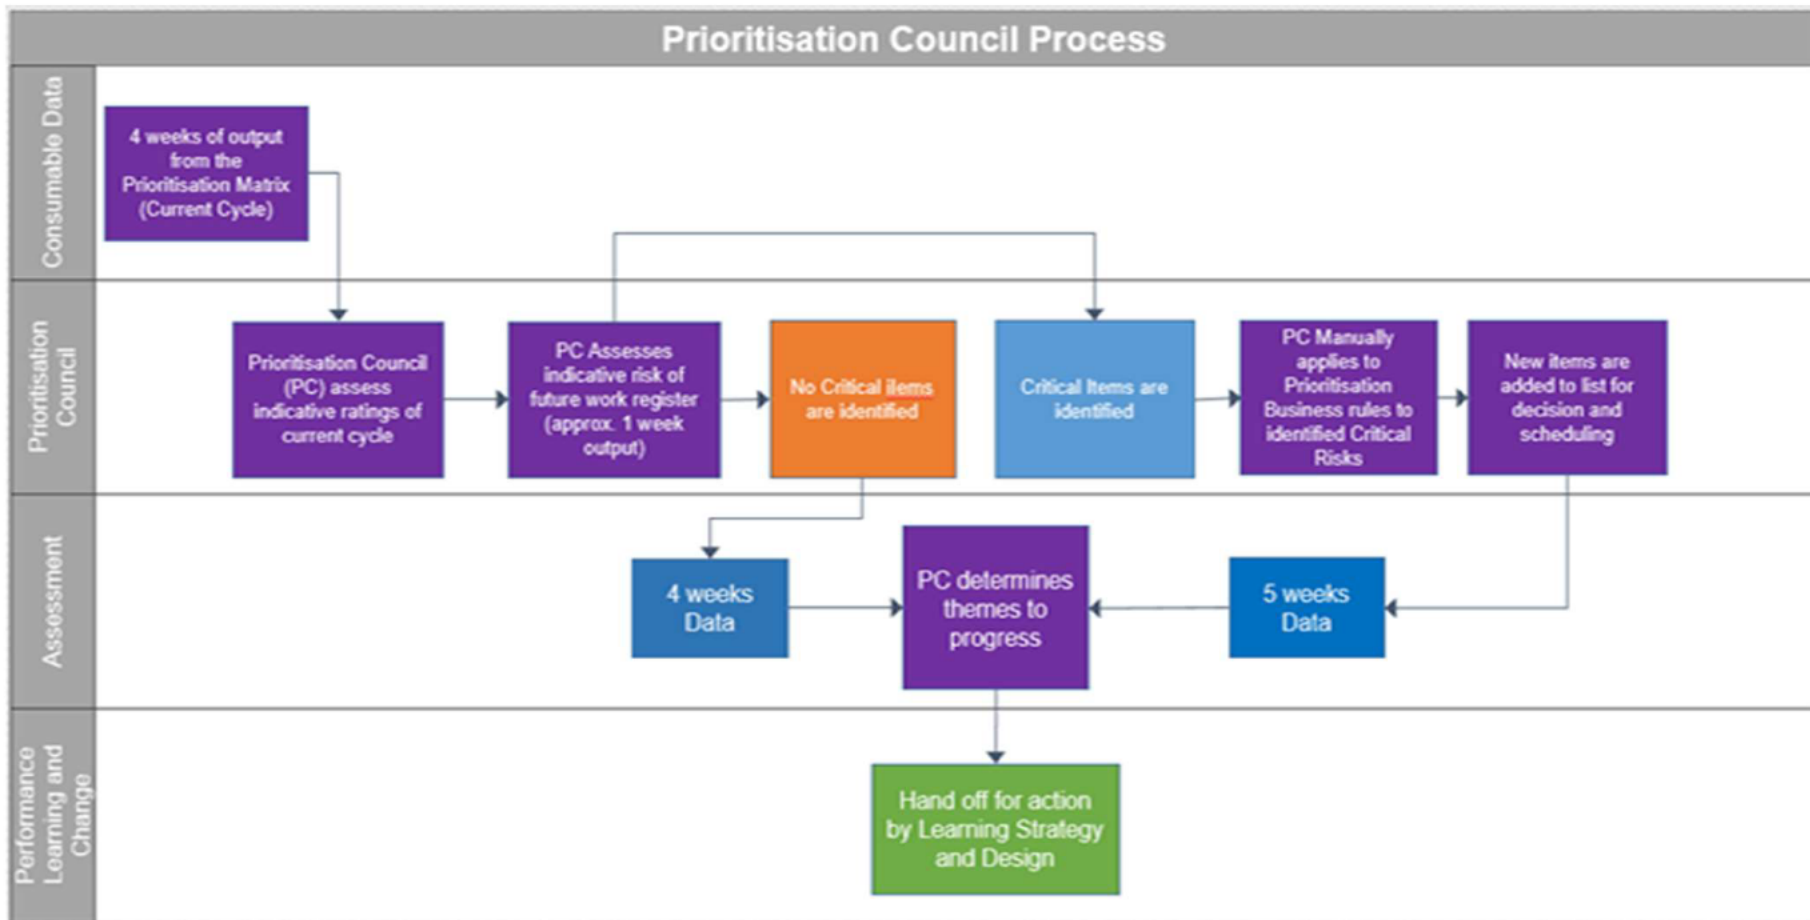 Prioritisation Council Process
Consumable Data
4 weeks of output
from the
Prioritisation Matrix
(Current Cycle)
Prioritisation
Council
Prioritisation Council
(PC) assess
indicative ratings of
current cycle
PC Assesses
indicative risk of
future work register
(approx. 1 week
output)
No Critical items
are identified
Critical Items are
identified
PC Manually
applies to
Prioritisation
Business rules to
identified Critical
Risks
New items are
added to list for
decision and
scheduling
Assessment
4 weeks
Data
PC determines
themes to
progress
5 weeks
Data
Performance
Learning and
Change
Hand off for action
by Learning Strategy
and Design